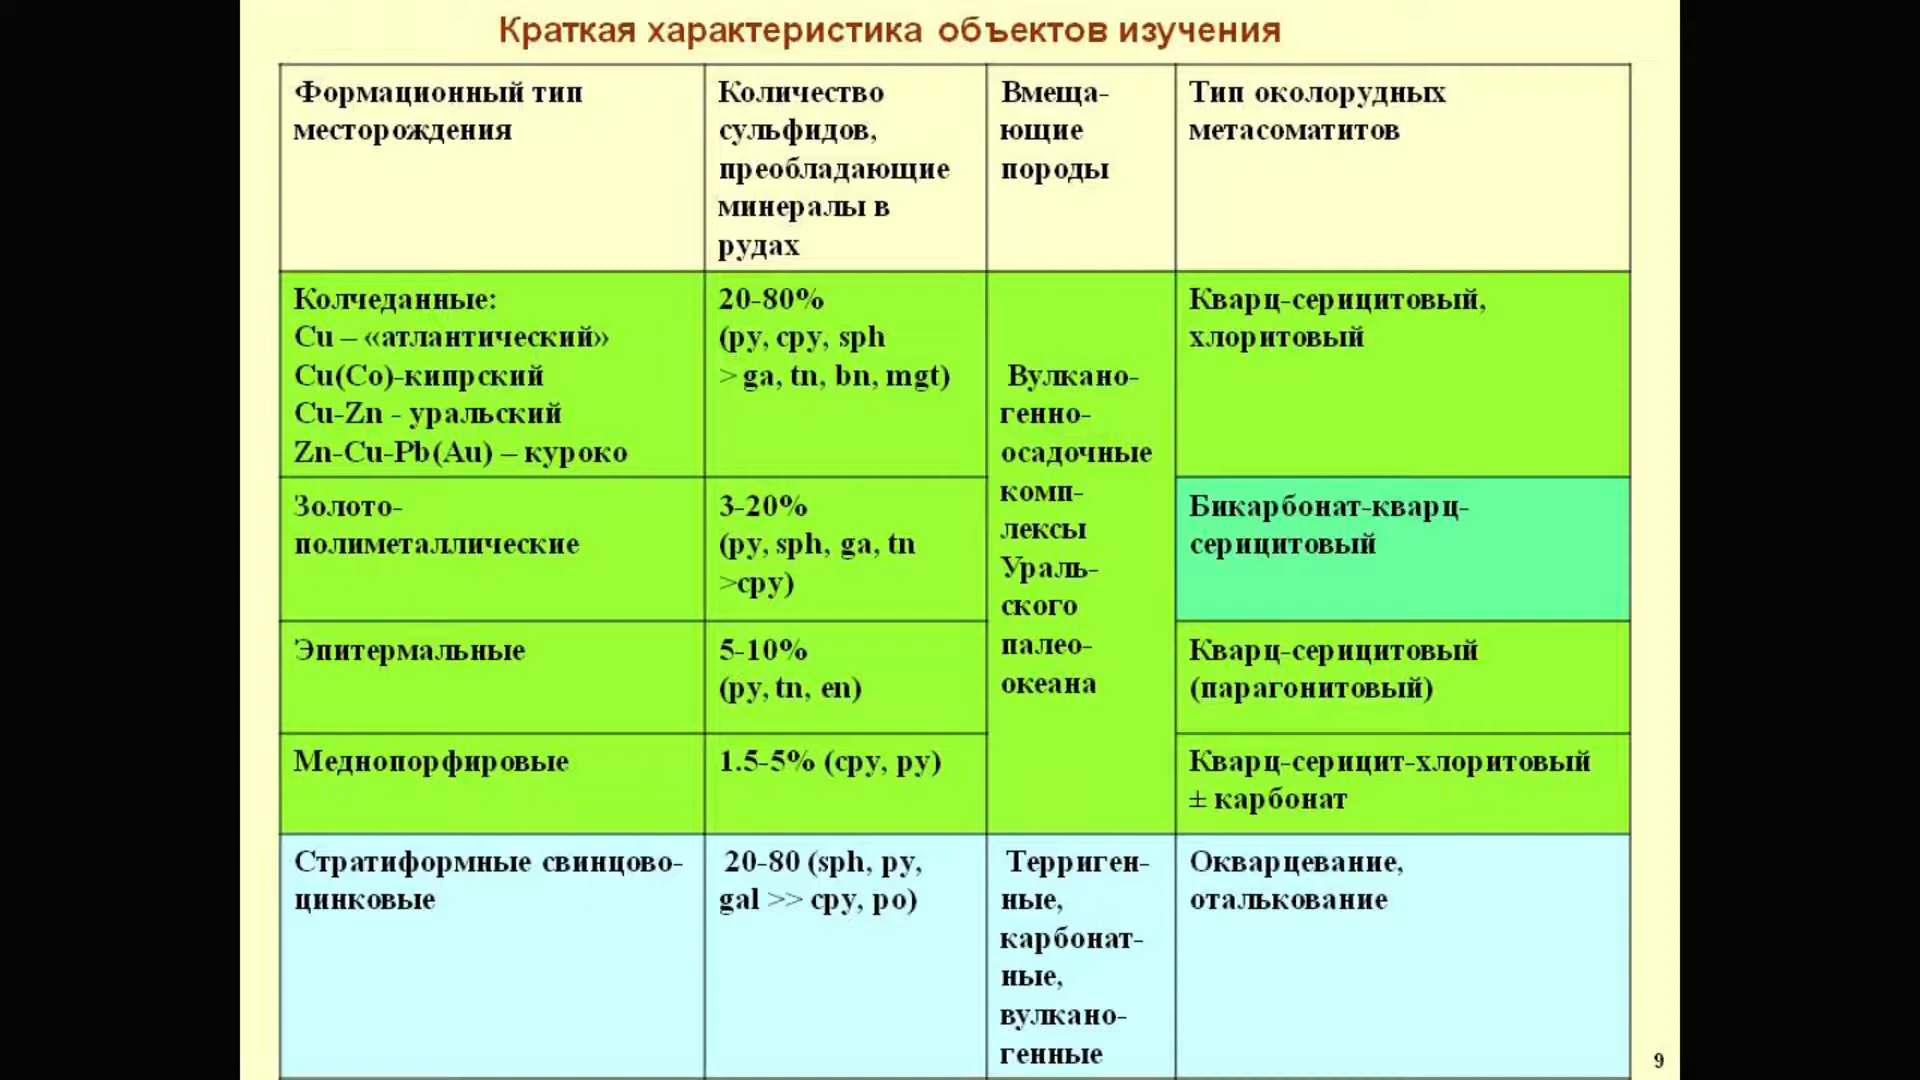 Краткая характеристика объектов изучения
Формационный тип
месторождения
Количество
сульфидов,
преобладающие
минералы в
рудах
Вмеща-
ющие
породы
Тип околорудных
метасоматитов
Колчеданные:
Cu – «атлантический»
Cu(Co)-кипрский
Cu-Zn - уральский
Zn-Cu-Pb(Au) – куроко
20-80%
(py, cpy, sph
> ga, tn, bn, mgt)
Вулкано-
генно-
осадочные
комп-
лексы
Ураль-
ского
палео-
океана
Кварц-серицитовый,
хлоритовый
Золото-
полиметаллические
3-20%
(py, sph, ga, tn
>cpy)
Бикарбонат-кварц-
серицитовый
Эпитермальные
5-10%
(py, tn, en)
Кварц-серицитовый
(парагонитовый)
Меднопорфировые
1.5-5% (cpy, py)
Кварц-серицит-хлоритовый
± карбонат
Стратиформные свинцово-
цинковые
20-80 (sph, py,
gal >> cpy, po)
Терриген-
ные,
карбонат-
ные,
вулкано-
генные
Окварцевание,
оталькование
9